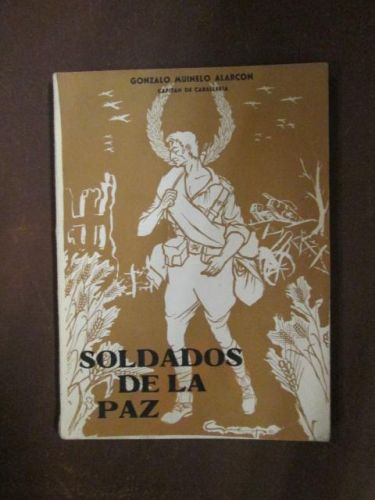 GONZALO MUINELO ALARCON
CAPITAN DE CABALLERIA
SOLDADOS
DE LA
PAZ